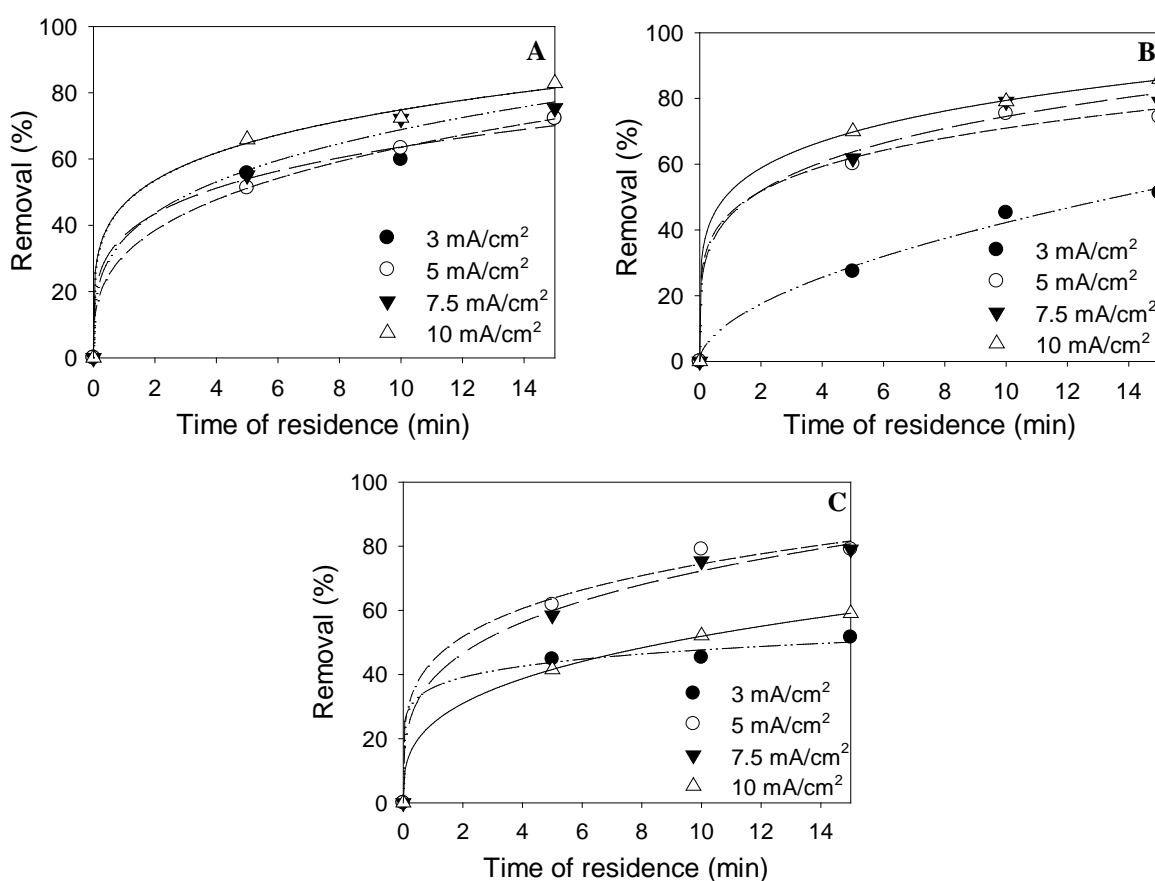 A
100
80
60
40
20
0
Removal (%)
3 mA/cm²
5 mA/cm²
7.5 mA/cm²
10 mA/cm²
0 2 4 6 8 10 12 14
Time of residence (min)
B
100
80
60
40
20
0
Removal (%)
3 mA/cm²
5 mA/cm²
7.5 mA/cm²
10 mA/cm²
0 2 4 6 8 10 12 14
Time of residence (min)
C
100
80
60
40
20
0
Removal (%)
3 mA/cm²
5 mA/cm²
7.5 mA/cm²
10 mA/cm²
0 2 4 6 8 10 12 14
Time of residence (min)